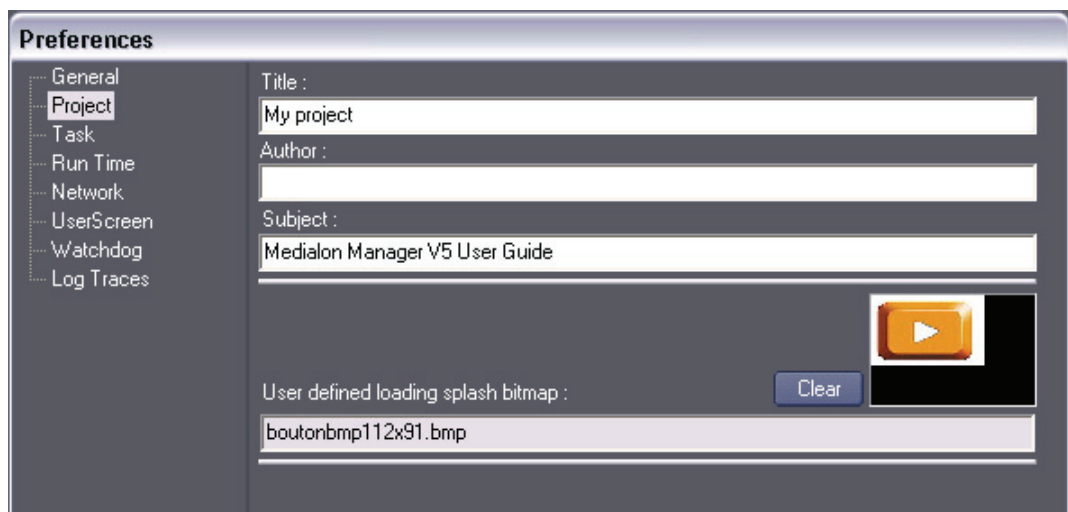 Preferences
General
Project
Task
Run Time
Network
UserScreen
Watchdog
Log Traces
Title :
My project
Author :
Subject :
Medialon Manager V5 User Guide
User defined loading splash bitmap :
Clear
boutonbmp112x91.bmp